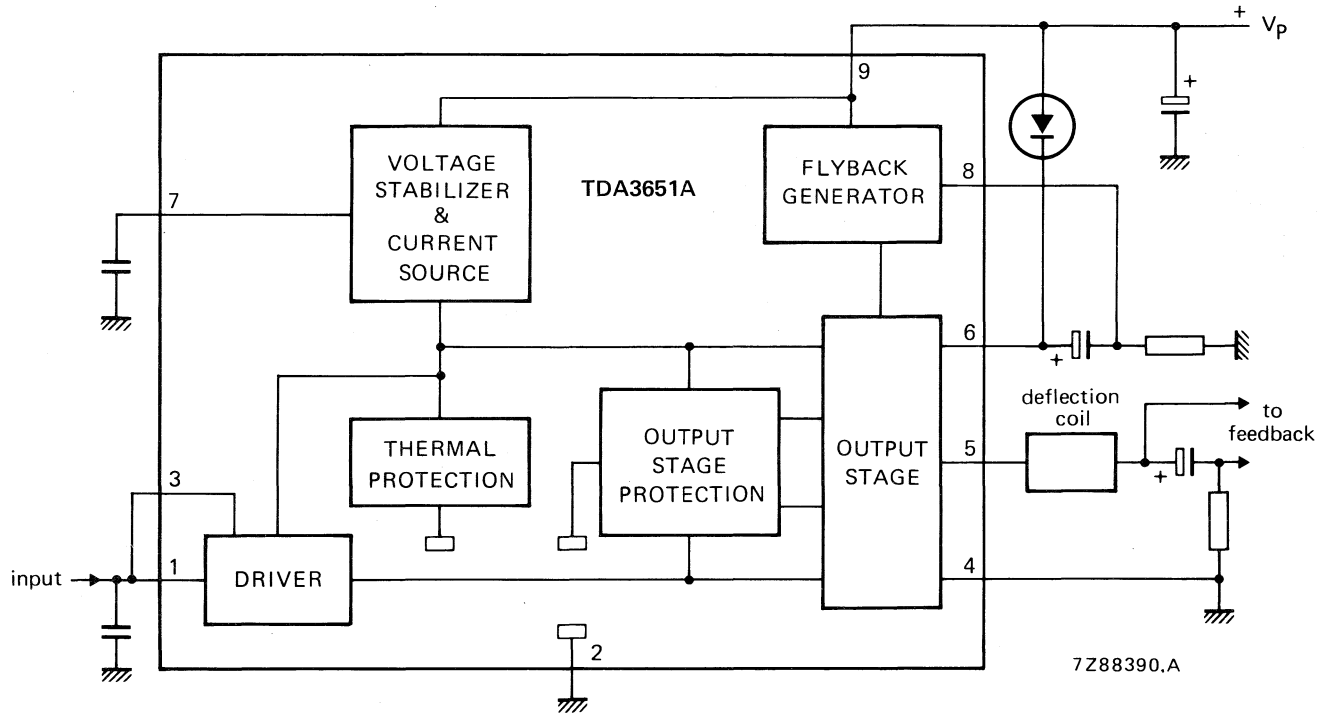 +
VP
9
VOLTAGE
STABILIZER
&
CURRENT
SOURCE
TDA3651A
FLYBACK
GENERATOR
8
+
7
6
+
THERMAL
PROTECTION
OUTPUT
STAGE
PROTECTION
OUTPUT
STAGE
5
deflection
coil
+
to
feedback
3
input
1
DRIVER
4
2
7Z88390.A